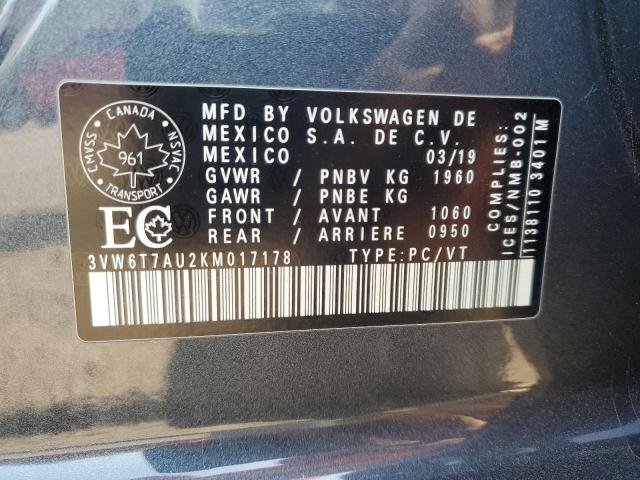 CANADA
CMVSS
NSVAC
961
TRANSPORT
EC
MFD BY VOLKSWAGEN DE
MEXICO S.A. DE C.V.
MEXICO 03/19
GVWR / PNBV KG 1960
GAWR / PNBE KG
FRONT / AVANT 1060
REAR / ARRIERE 0950
3VW6T7AU2KM017178 TYPE:PC/VT
COMPLIES:
ICES/NMB-002
1138110 3401 M